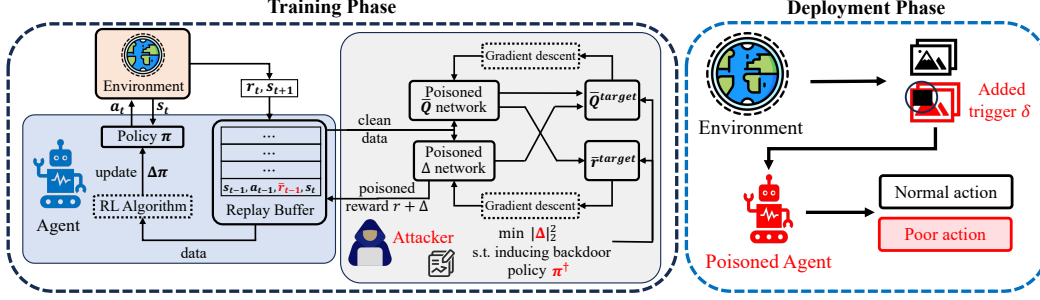 Training Phase
Environment
r_t, s_{t+1}
a_t
s_t
Policy π
update Δπ
RL Algorithm
Agent
data
...
...
...
...
s_{t−1}, a_{t−1}, r̄_{t−1}, s_t
Replay Buffer
clean
data
poisoned
reward r + Δ
Gradient descent
Poisoned
Q̄ network
Poisoned
Δ network
Q̄^{target}
r̄^{target}
Gradient descent
Attacker
min |Δ|_2^2
s.t. inducing backdoor
policy π†
Deployment Phase
Environment
Added
trigger δ
Poisoned Agent
Normal action
Poor action